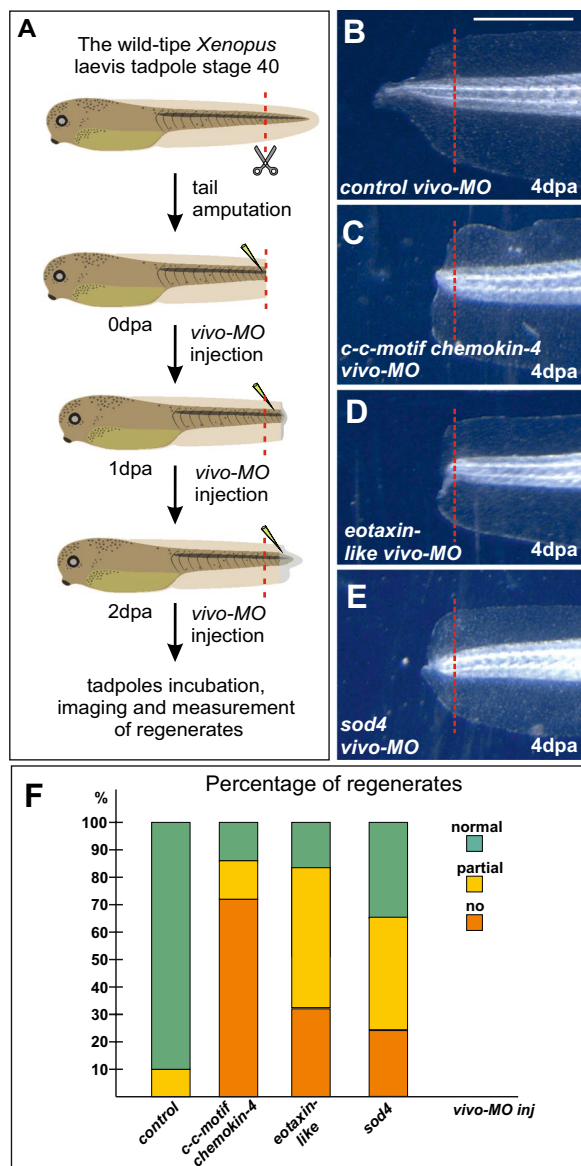 A
The wild-tipe Xenopus
laevis tadpole stage 40
tail
amputation
0dpa
vivo-MO
injection
1dpa
vivo-MO
injection
2dpa
vivo-MO
injection
tadpoles incubation,
imaging and measurement
of regenerates
B
control vivo-MO
4dpa
C
c-c-motif chemokin-4
vivo-MO
4dpa
D
eotaxin-
like vivo-MO
4dpa
E
sod4
vivo-MO
4dpa
F
Percentage of regenerates
%
100
90
80
70
60
50
40
30
20
10
normal
partial
no
control
c-c-motif
chemokin-4
eotaxin-
like
sod4
vivo-MO inj